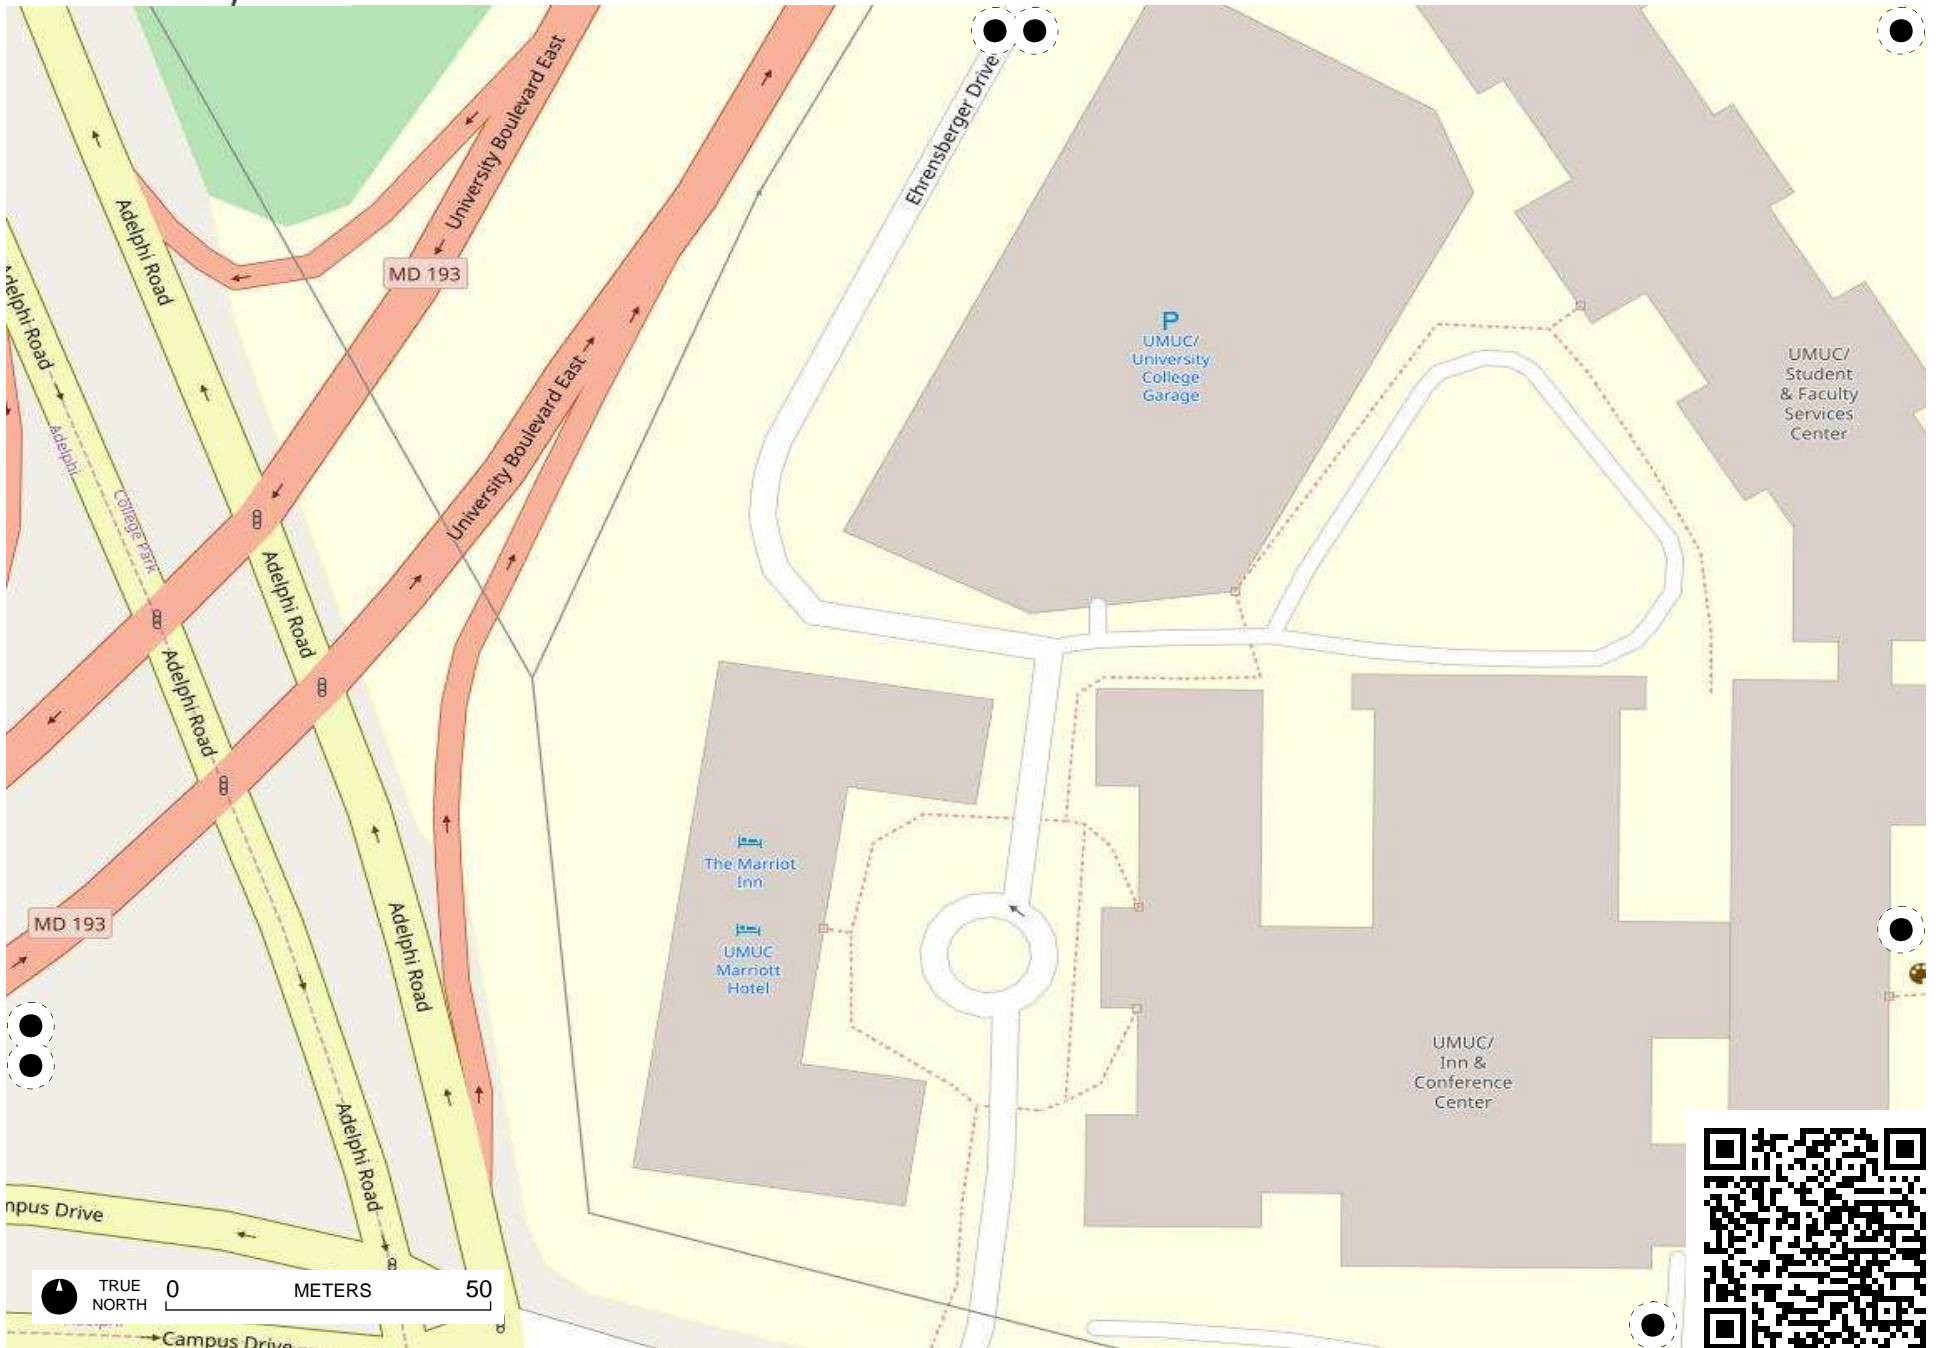 University Boulevard East
Ehrensberger Drive
Adelphi Road
MD 193
Adelphi Road
P
UMUC/
University
College
Garage
UMUC/
Student
& Faculty
Services
Center
University Boulevard East
Adelphi
College Park
Adelphi Road
Adelphi Road
The Marriot
Inn
MD 193
UMUC
Marriott
Hotel
Adelphi Road
UMUC/
Inn &
Conference
Center
Adelphi Road
mpus Drive
TRUE
NORTH
0 METERS 50
Campus Drive